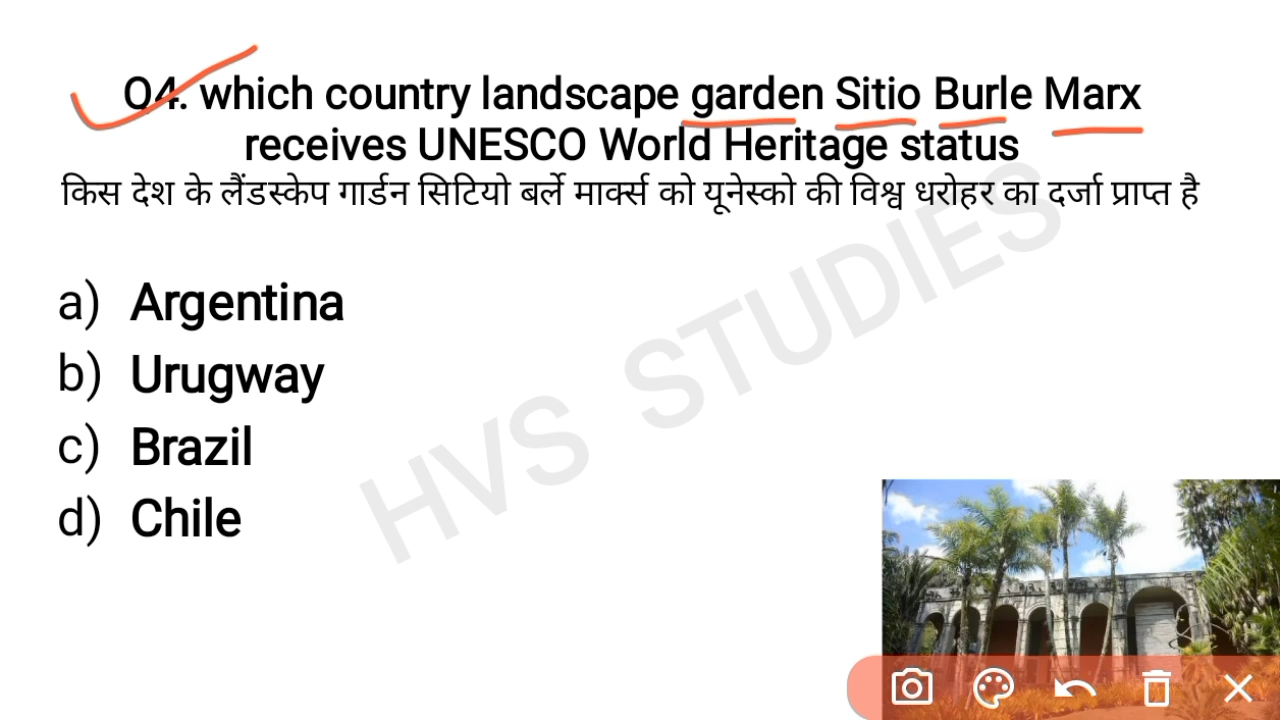 Q4. which country landscape garden Sitio Burle Marx
receives UNESCO World Heritage status
किस देश के लैंडस्केप गार्डन सिटियो बर्ले मार्क्स को यूनेस्को की विश्व धरोहर का दर्जा प्राप्त है
a) Argentina
b) Urugway
c) Brazil
d) Chile
HVS STUDIES